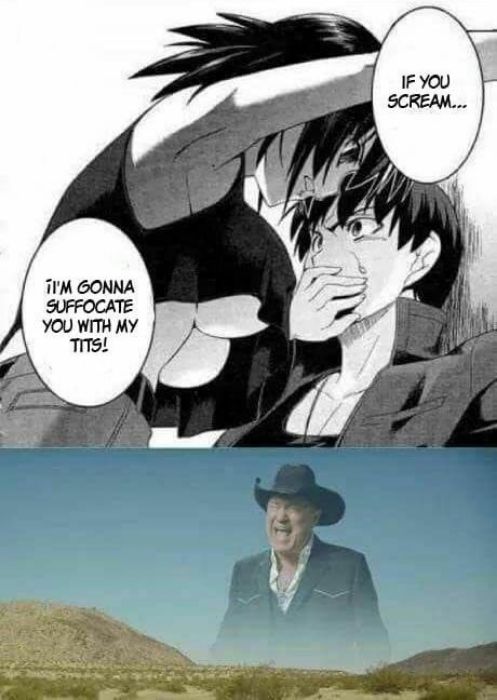 IF YOU
SCREAM...
¡I'M GONNA
SUFFOCATE
YOU WITH MY
TITS!